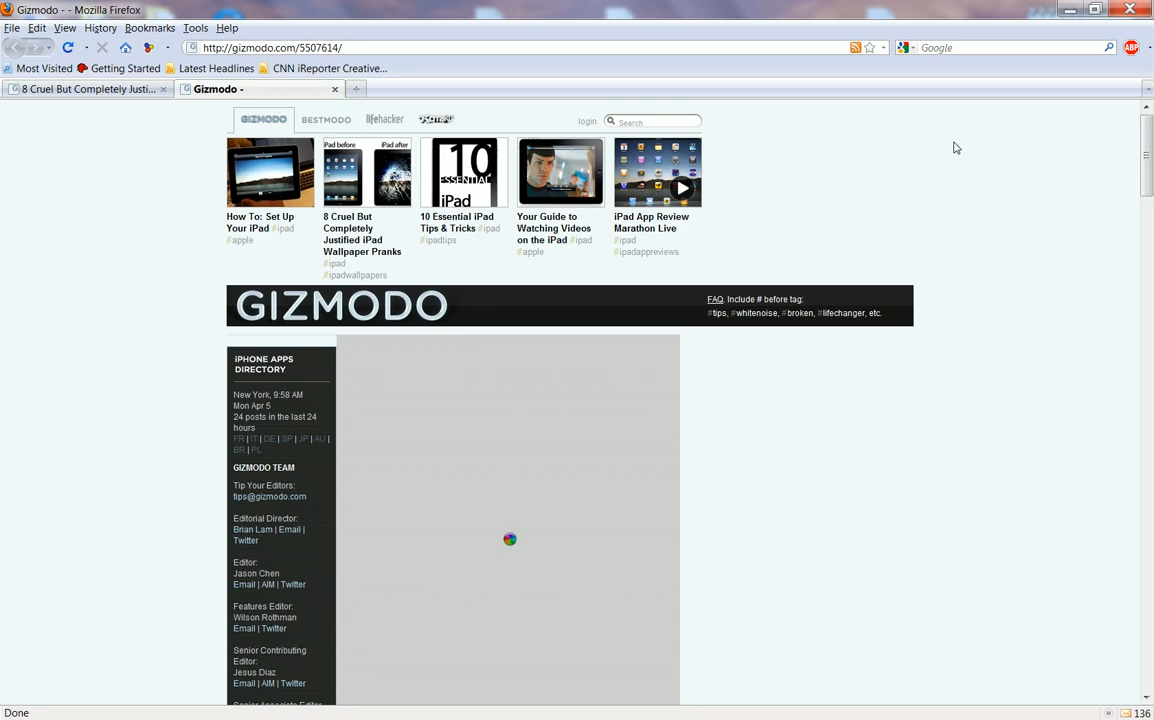 Gizmodo - - Mozilla Firefox
File Edit View History Bookmarks Tools Help
http://gizmodo.com/5507614/
Google
ABP
Most Visited Getting Started Latest Headlines CNN iReporter Creative...
8 Cruel But Completely Justi...
Gizmodo -
GIZMODO BESTMODO lifehacker
login Search
iPad before iPad after
10
ESSENTIAL
iPad
How To: Set Up
Your iPad #ipad
#apple
8 Cruel But
Completely
Justified iPad
Wallpaper Pranks
#ipad
#ipadwallpapers
10 Essential iPad
Tips & Tricks #ipad
#ipadtips
Your Guide to
Watching Videos
on the iPad #ipad
#apple
iPad App Review
Marathon Live
#ipad
#ipadappreviews
GIZMODO
FAQ. Include # before tag:
#tips, #whitenoise, #broken, #lifechanger, etc.
iPHONE APPS
DIRECTORY
New York, 9:58 AM
Mon Apr 5
24 posts in the last 24
hours
FR | IT | DE | SP | JP | AU |
BR | PL
GIZMODO TEAM
Tip Your Editors:
tips@gizmodo.com
Editorial Director:
Brian Lam | Email |
Twitter
Editor:
Jason Chen
Email | AIM | Twitter
Features Editor:
Wilson Rothman
Email | Twitter
Senior Contributing
Editor:
Jesus Diaz
Email | AIM | Twitter
Senior Associate Editor
Done
136